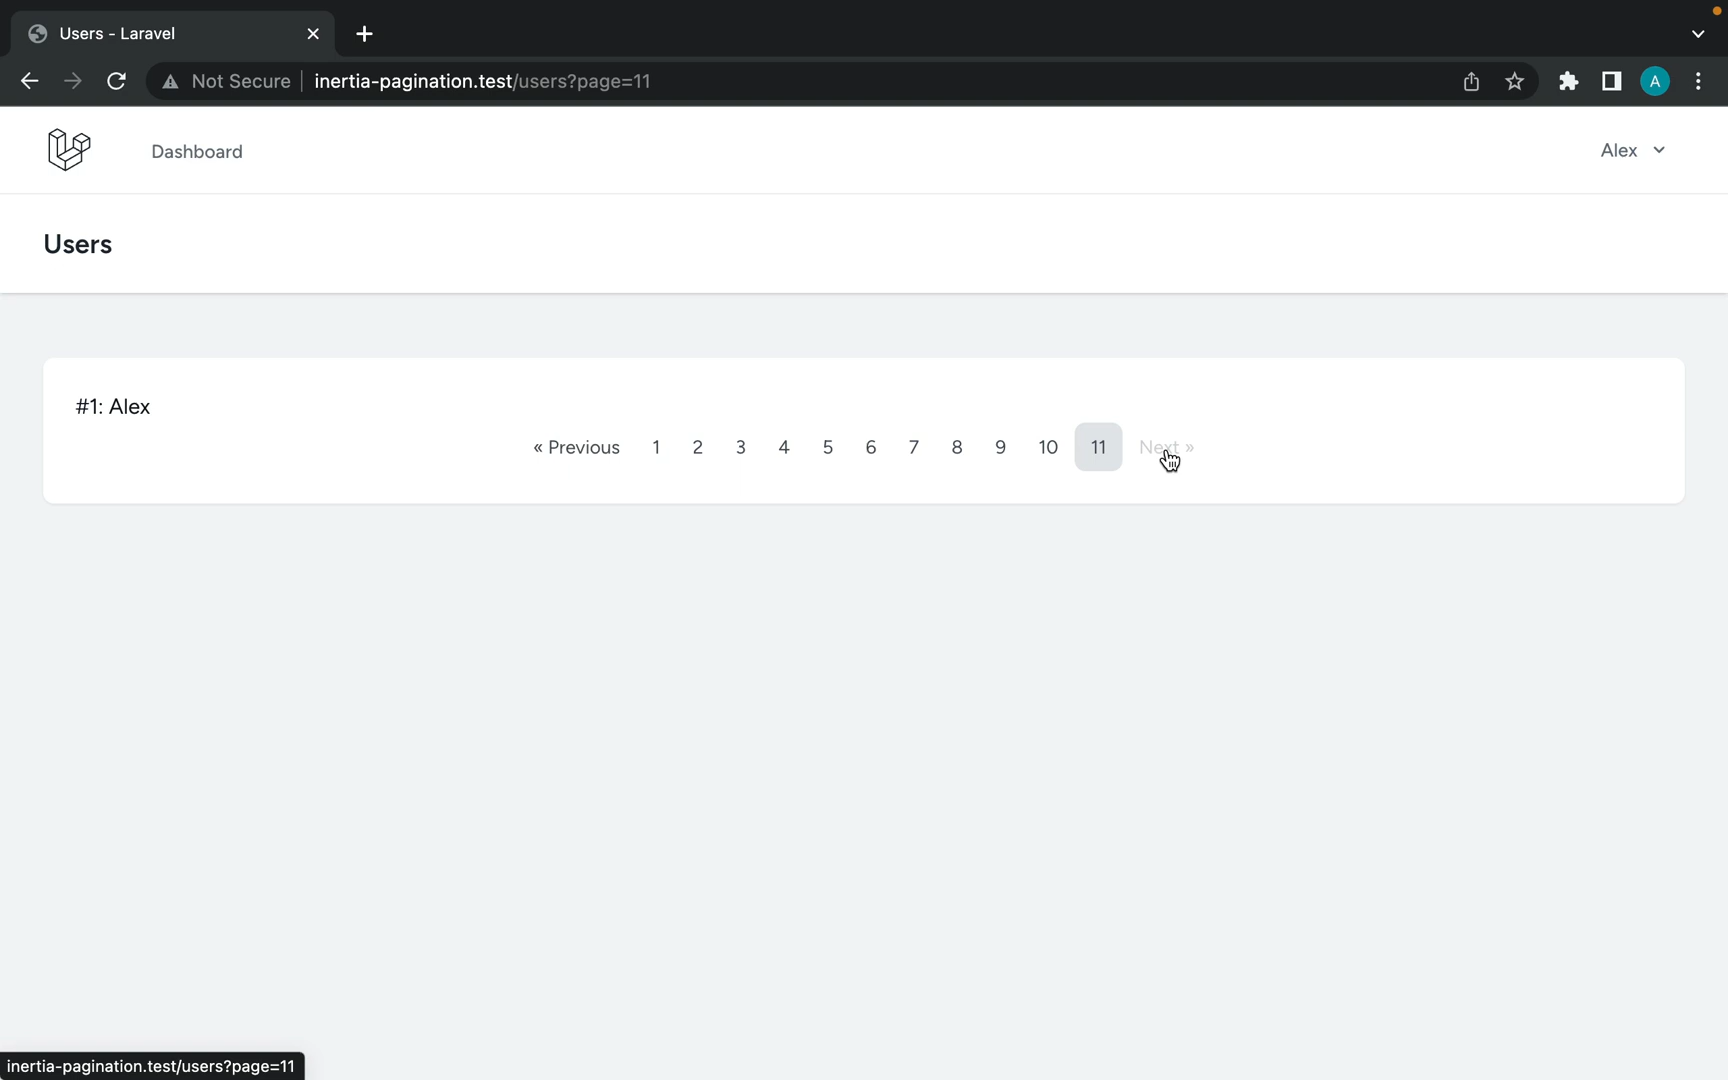 Users - Laravel
Not Secure inertia-pagination.test/users?page=11
A
Dashboard
Alex
Users
#1: Alex
« Previous 1 2 3 4 5 6 7 8 9 10 11 Next »
inertia-pagination.test/users?page=11